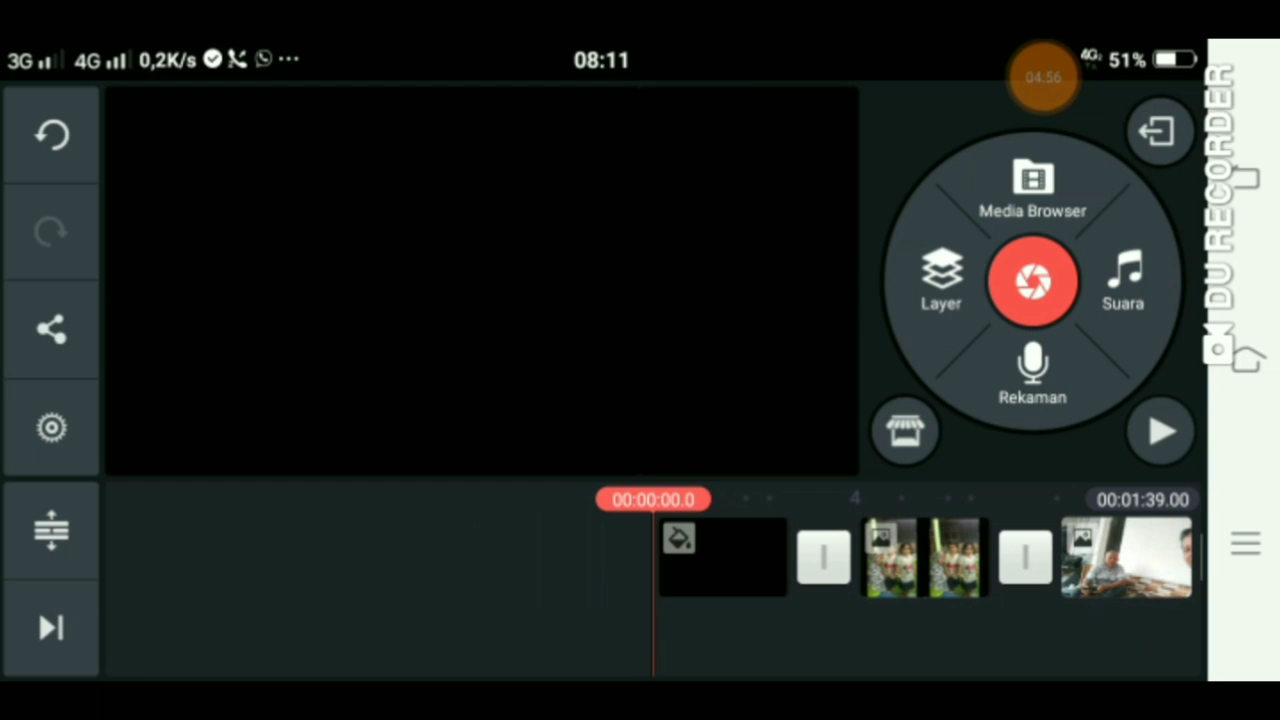 3G 4G 0,2K/s ... 08:11 4G 51%
04:56
DU RECORDER
Media Browser
Layer
Suara
Rekaman
00:00:00.0 4 00:01:39.00